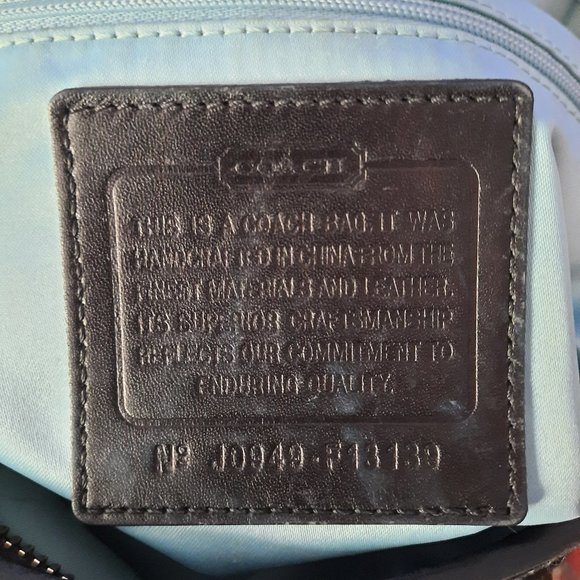 COACH
THIS IS A COACH BAG. IT WAS
HANDCRAFTED IN CHINA FROM THE
FINEST MATERIALS AND LEATHER.
ITS SUPERIOR CRAFTSMANSHIP
REFLECTS OUR COMMITMENT TO
ENDURING QUALITY.
Nº J0949-F13139